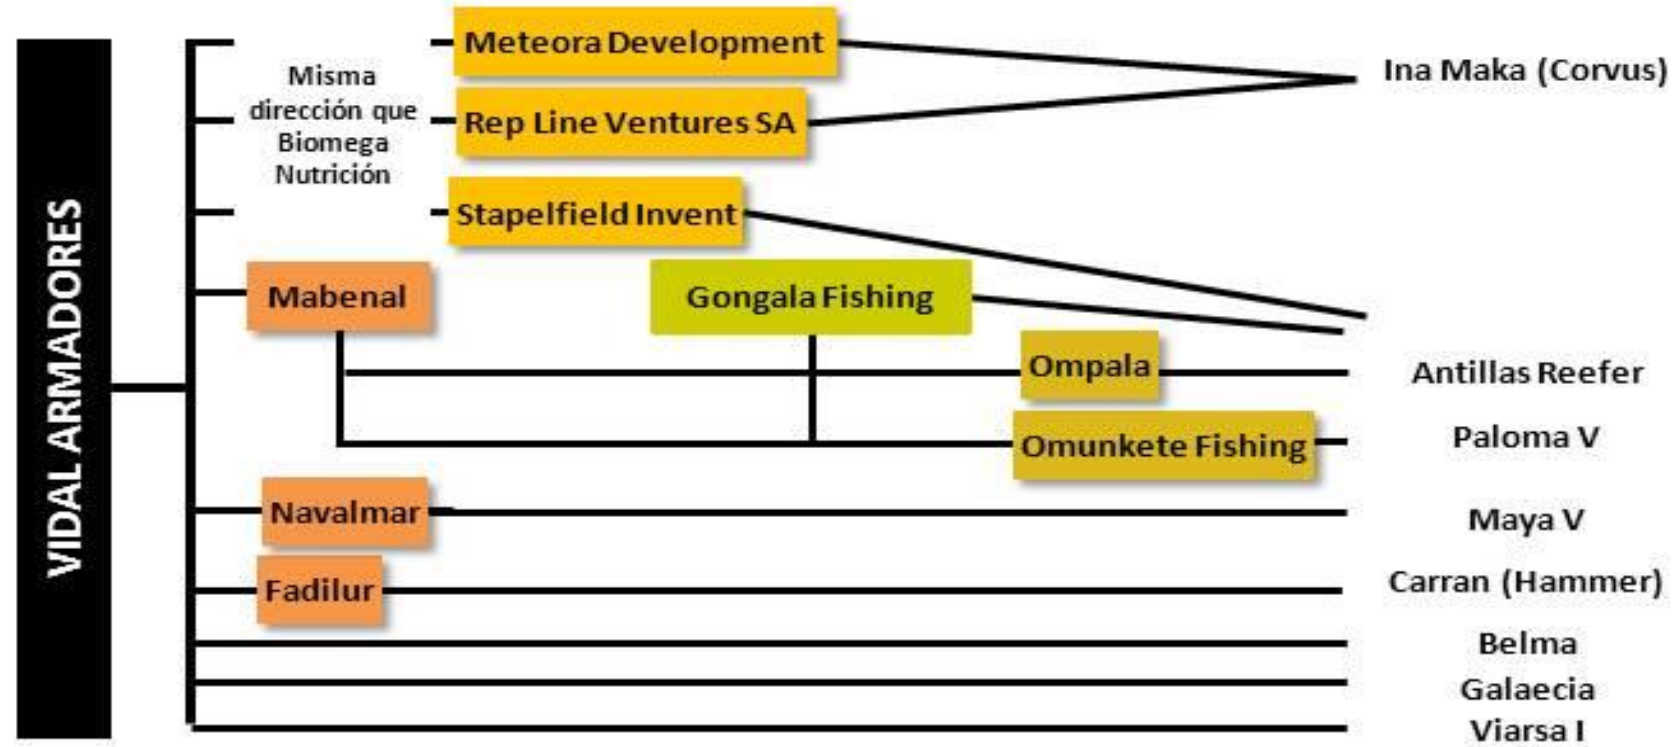 VIDAL ARMADORES
Misma
dirección que
Biomega
Nutrición
Meteora Development
Rep Line Ventures SA
Stapelfield Invent
Mabenal
Gongala Fishing
Ompala
Omunkete Fishing
Navalmar
Fadilur
Ina Maka (Corvus)
Antillas Reefer
Paloma V
Maya V
Carran (Hammer)
Belma
Galaecia
Viarsa I